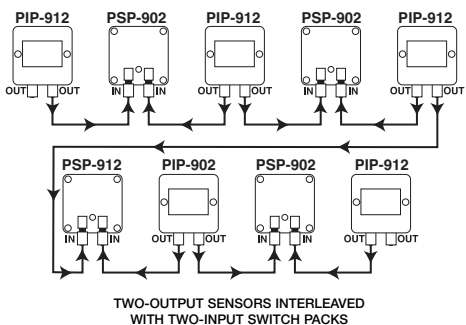 PIP-912 PSP-902 PIP-912 PSP-902 PIP-912
OUT OUT IN IN OUT OUT IN IN OUT OUT
PSP-912 PIP-902 PSP-902 PIP-912
IN IN OUT OUT IN IN OUT OUT
TWO-OUTPUT SENSORS INTERLEAVED
WITH TWO-INPUT SWITCH PACKS